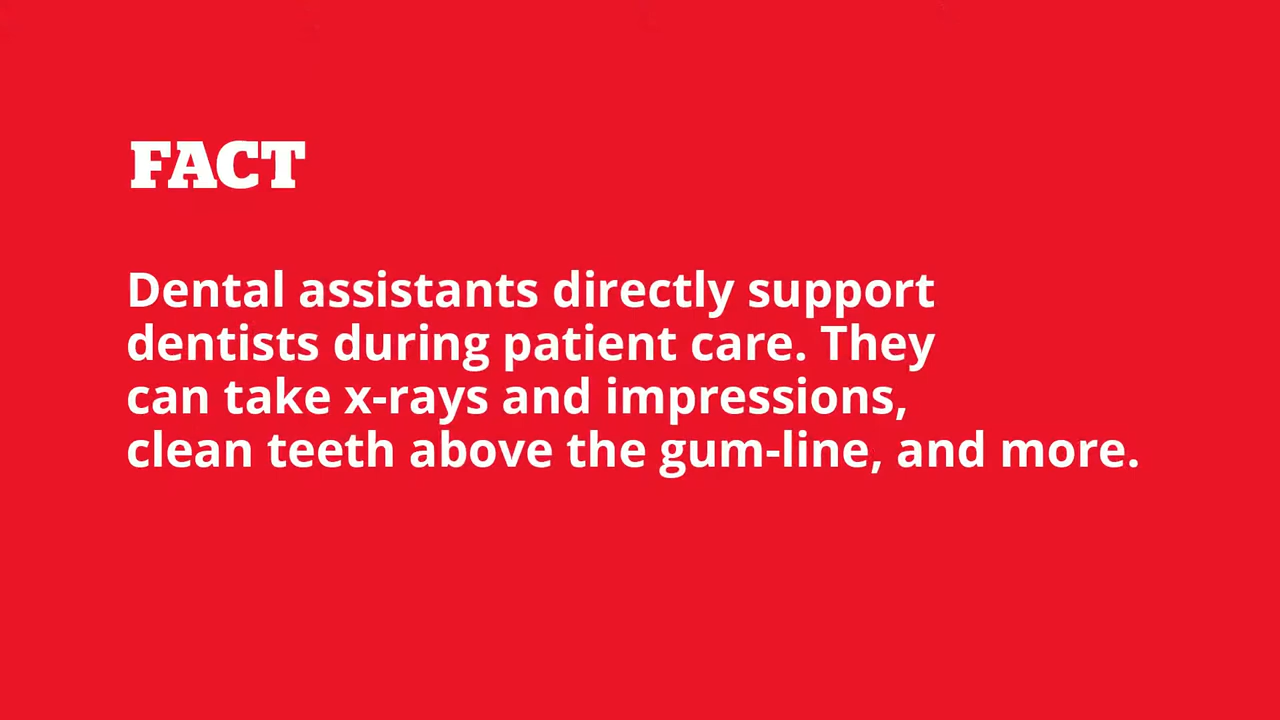 FACT
Dental assistants directly support
dentists during patient care. They
can take x-rays and impressions,
clean teeth above the gum-line, and more.